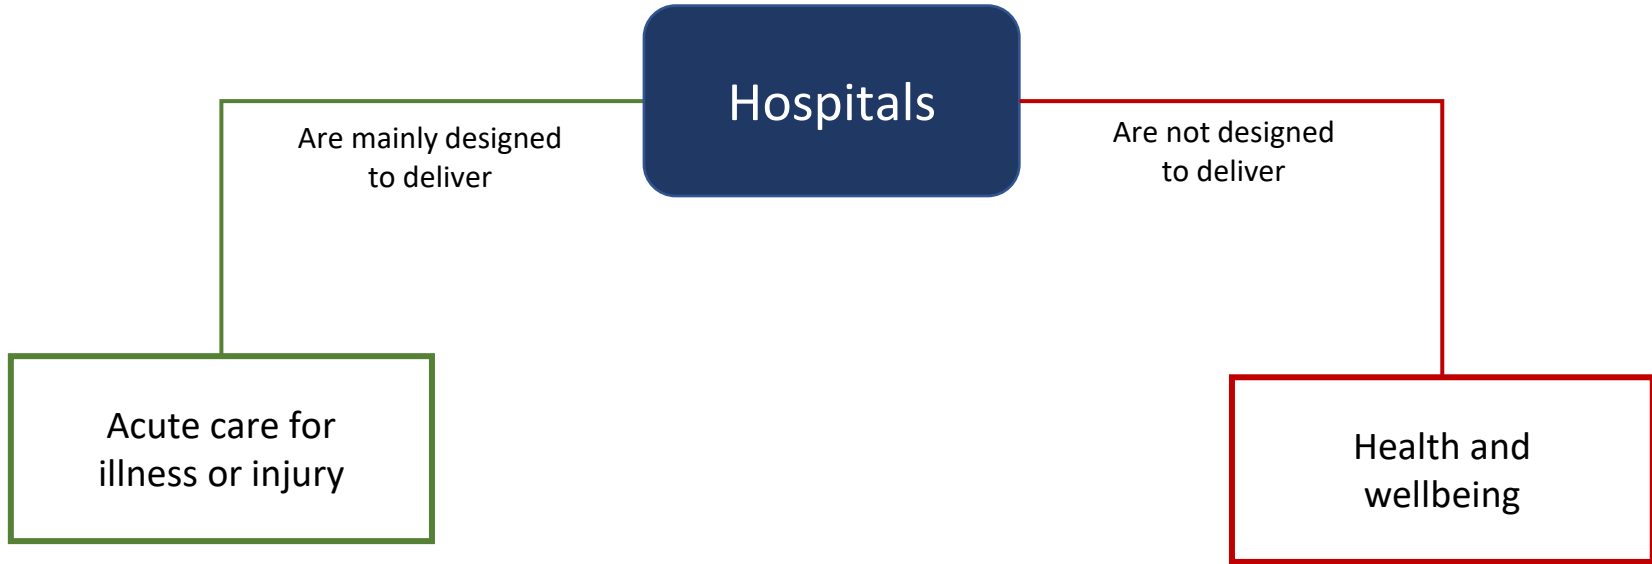 Hospitals
Are mainly designed
to deliver
Are not designed
to deliver
Acute care for
illness or injury
Health and
wellbeing